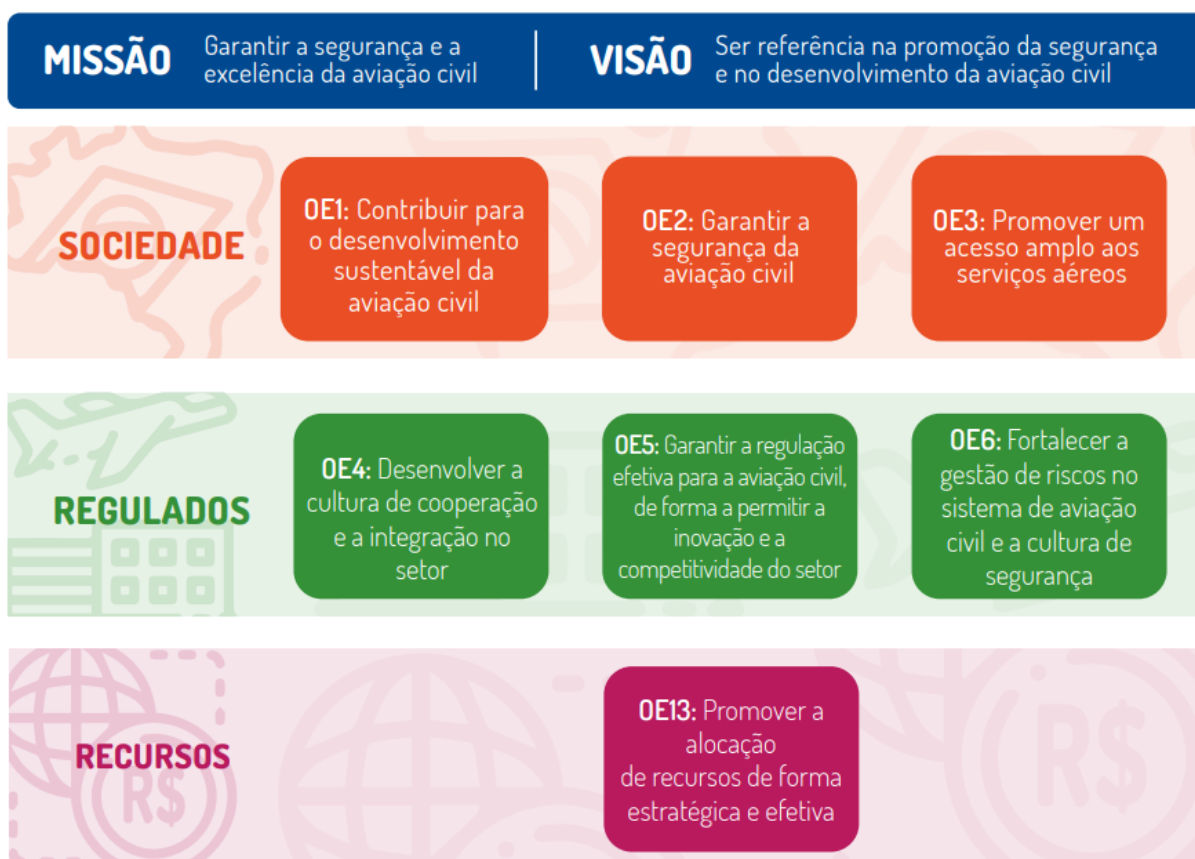 MISSÃO
Garantir a segurança e a
excelência da aviação civil
VISÃO
Ser referência na promoção da segurança
e no desenvolvimento da aviação civil
SOCIEDADE
OE1: Contribuir para
o desenvolvimento
sustentável da
aviação civil
OE2: Garantir a
segurança da
aviação civil
OE3: Promover um
acesso amplo aos
serviços aéreos
REGULADOS
OE4: Desenvolver a
cultura de cooperação
e a integração no
setor
OE5: Garantir a regulação
efetiva para a aviação civil,
de forma a permitir a
inovação e a
competitividade do setor
OE6: Fortalecer a
gestão de riscos no
sistema de aviação
civil e a cultura de
segurança
RECURSOS
R$
OE13: Promover a
alocação
de recursos de forma
estratégica e efetiva
R$